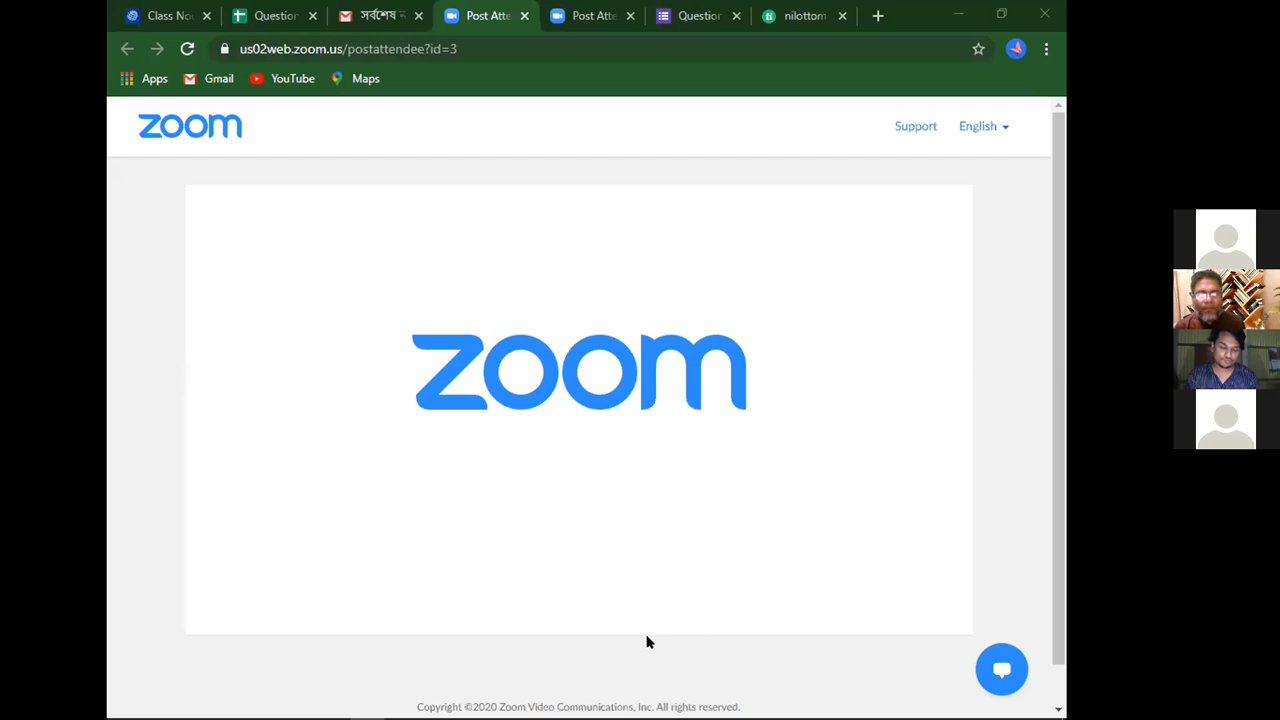 Class No
Question
সর্বশেষ
Post Atte
Post Atte
Question
nilottom
us02web.zoom.us/postattendee?id=3
Apps
Gmail
YouTube
Maps
zoom
Support
English
zoom
Copyright ©2020 Zoom Video Communications, Inc. All rights reserved.